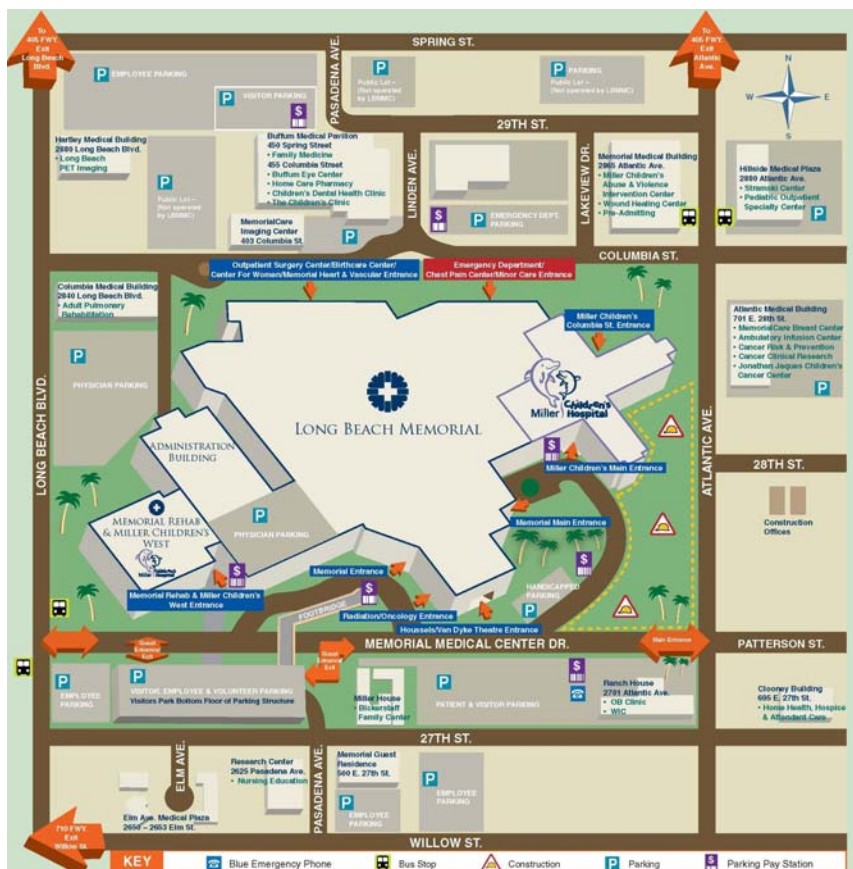 To
405 FWY.
Exit
Long Beach
Blvd.
SPRING ST.
To
405 FWY.
Exit
Atlantic
Ave.
P EMPLOYEE PARKING
P VISITOR PARKING
$
PASADENA AVE.
P
Public Lot –
(Not operated
by LBMMC)
P PARKING
Public Lot –
(Not operated by LBMMC)
N
W E
S
29TH ST.
Hartley Medical Building
2880 Long Beach Blvd.
• Long Beach
PET Imaging
P
Public Lot –
(Not operated
by LBMMC)
Buffum Medical Pavilion
450 Spring Street
• Family Medicine
455 Columbia Street
• Buffum Eye Center
• Home Care Pharmacy
• Children's Dental Health Clinic
• The Children's Clinic
MemorialCare
Imaging Center
403 Columbia St.
P
LINDEN AVE.
$
P EMERGENCY DEPT.
PARKING
LAKEVIEW DR.
Memorial Medical Building
2865 Atlantic Ave.
• Miller Children's
Abuse & Violence
Intervention Center
• Wound Healing Center
• Pre-Admitting
Hillside Medical Plaza
2880 Atlantic Ave.
• Stramski Center
• Pediatric Outpatient
Specialty Center
P
COLUMBIA ST.
Outpatient Surgery Center/Birthcare Center/
Center For Women/Memorial Heart & Vascular Entrance
Emergency Department/
Chest Pain Center/Minor Care Entrance
Columbia Medical Building
2840 Long Beach Blvd.
• Adult Pulmonary
Rehabilitation
Miller Children's
Columbia St. Entrance
Atlantic Medical Building
701 E. 28th St.
• MemorialCare Breast Center
• Ambulatory Infusion Center
• Cancer Risk & Prevention
• Cancer Clinical Research
• Jonathan Jaques Children's
Cancer Center
P
P
PHYSICIAN PARKING
LONG BEACH BLVD.
LONG BEACH MEMORIAL
Miller Children's
Hospital
ATLANTIC AVE.
ADMINISTRATION
BUILDING
$
Miller Children's Main Entrance
28TH ST.
MEMORIAL REHAB
& MILLER CHILDREN'S
WEST
P
PHYSICIAN PARKING
Memorial Main Entrance
Construction
Offices
$
Memorial Entrance
$
HANDICAPPED
PARKING
P
Memorial Rehab & Miller Children's
West Entrance
$
FOOTBRIDGE
Radiation/Oncology Entrance
Houssels/Van Dyke Theatre Entrance
Guest
Entrance/
Exit
Guest
Entrance/
Exit
MEMORIAL MEDICAL CENTER DR.
Main Entrance
PATTERSON ST.
P
EMPLOYEE
PARKING
P
VISITOR, EMPLOYEE & VOLUNTEER PARKING
Visitors Park Bottom Floor of Parking Structure
Miller House
• Bickerstaff
Family Center
P
PATIENT & VISITOR PARKING
$
Ranch House
2701 Atlantic Ave.
• OB Clinic
• WIC
Clooney Building
695 E. 27th St.
• Home Health, Hospice
& Attendant Care
27TH ST.
ELM AVE.
Research Center
2625 Pasadena Ave.
• Nursing Education
PASADENA AVE.
Memorial Guest
Residence
500 E. 27th St.
P
EMPLOYEE
PARKING
P
EMPLOYEE
PARKING
Elm Ave. Medical Plaza
2650 – 2653 Elm St.
710 FWY.
Exit
Willow St.
WILLOW ST.
KEY
Blue Emergency Phone
Bus Stop
Construction
P Parking
$ Parking Pay Station